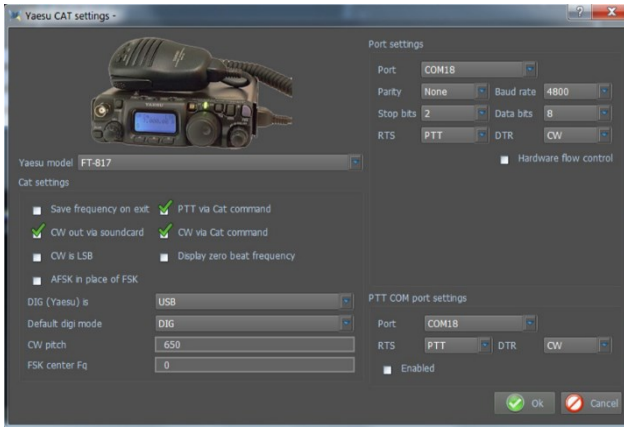 Yaesu CAT settings -
YAESU
Yaesu model FT-817
Cat settings
Save frequency on exit PTT via Cat command
CW out via soundcard CW via Cat command
CW is LSB Display zero beat frequency
AFSK in place of FSK
DIG (Yaesu) is USB
Default digi mode DIG
CW pitch 650
FSK center Fq 0
Port settings
Port COM18
Parity None Baud rate 4800
Stop bits 2 Data bits 8
RTS PTT DTR CW
Hardware flow control
PTT COM port settings
Port COM18
RTS PTT DTR CW
Enabled
Ok Cancel